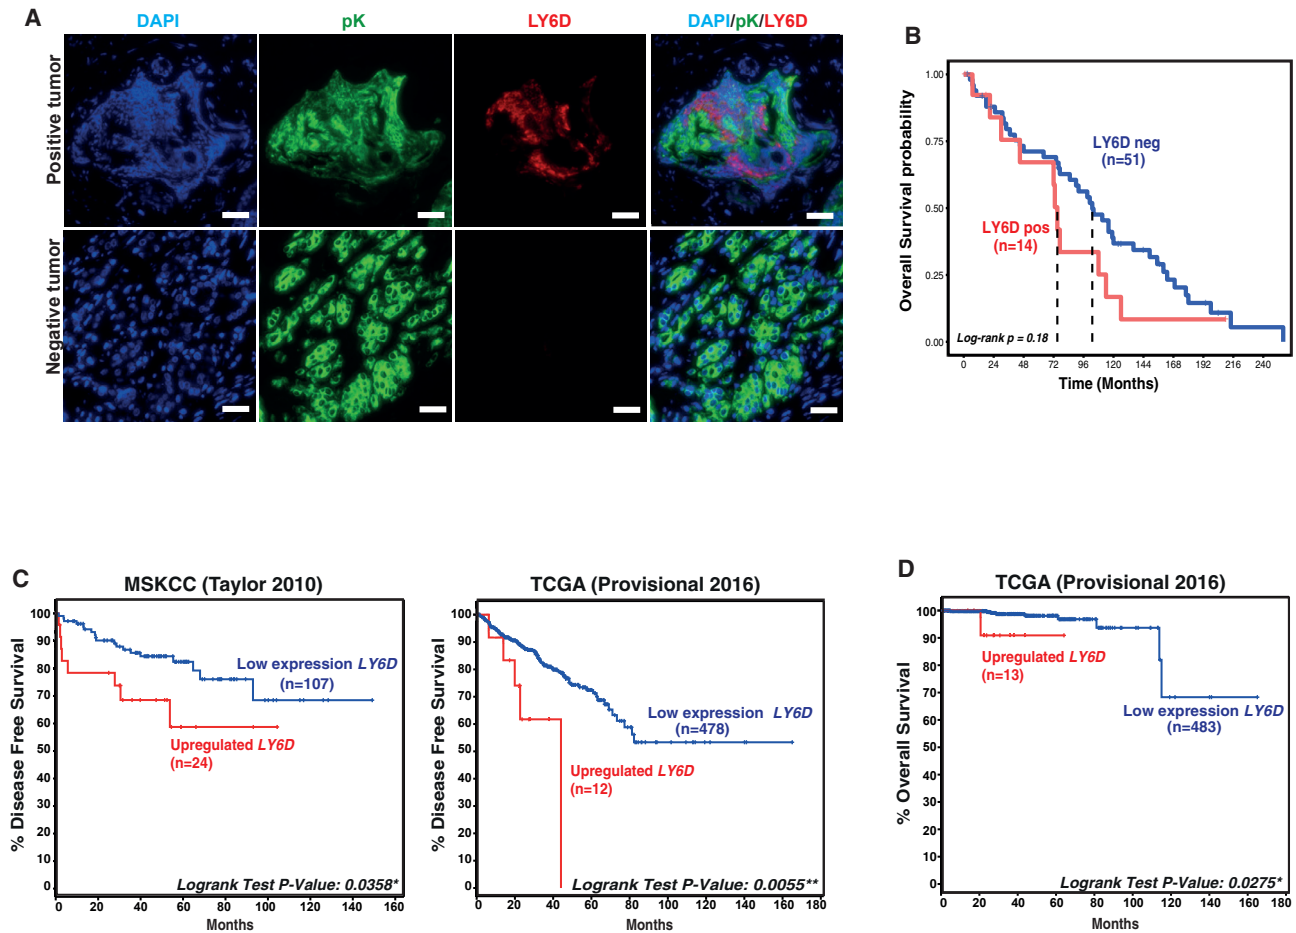 A
DAPI
pK
LY6D
DAPI/pK/LY6D
Positive tumor
Negative tumor
B
Overall Survival probability
1.00
0.75
0.50
0.25
0.00
LY6D neg
(n=51)
LY6D pos
(n=14)
Log-rank p = 0.18
0 24 48 72 96 120 144 168 192 216 240
Time (Months)
C
MSKCC (Taylor 2010)
% Disease Free Survival
100
90
80
70
60
50
40
30
20
10
0
Low expression LY6D
(n=107)
Upregulated LY6D
(n=24)
Logrank Test P-Value: 0.0358*
0 20 40 60 80 100 120 140 160
Months
TCGA (Provisional 2016)
% Disease Free Survival
100
90
80
70
60
50
40
30
20
10
0
Low expression LY6D
(n=478)
Upregulated LY6D
(n=12)
Logrank Test P-Value: 0.0055**
0 20 40 60 80 100 120 140 160 180
Months
D
TCGA (Provisional 2016)
% Overall Survival
100
90
80
70
60
50
40
30
20
10
0
Upregulated LY6D
(n=13)
Low expression LY6D
(n=483)
Logrank Test P-Value: 0.0275*
0 20 40 60 80 100 120 140 160 180
Months